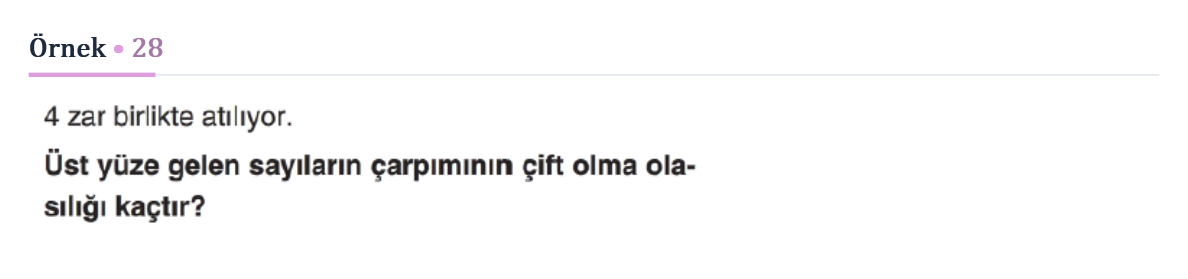 Örnek • 28
4 zar birlikte atılıyor.
Üst yüze gelen sayıların çarpımının çift olma ola-
sılığı kaçtır?